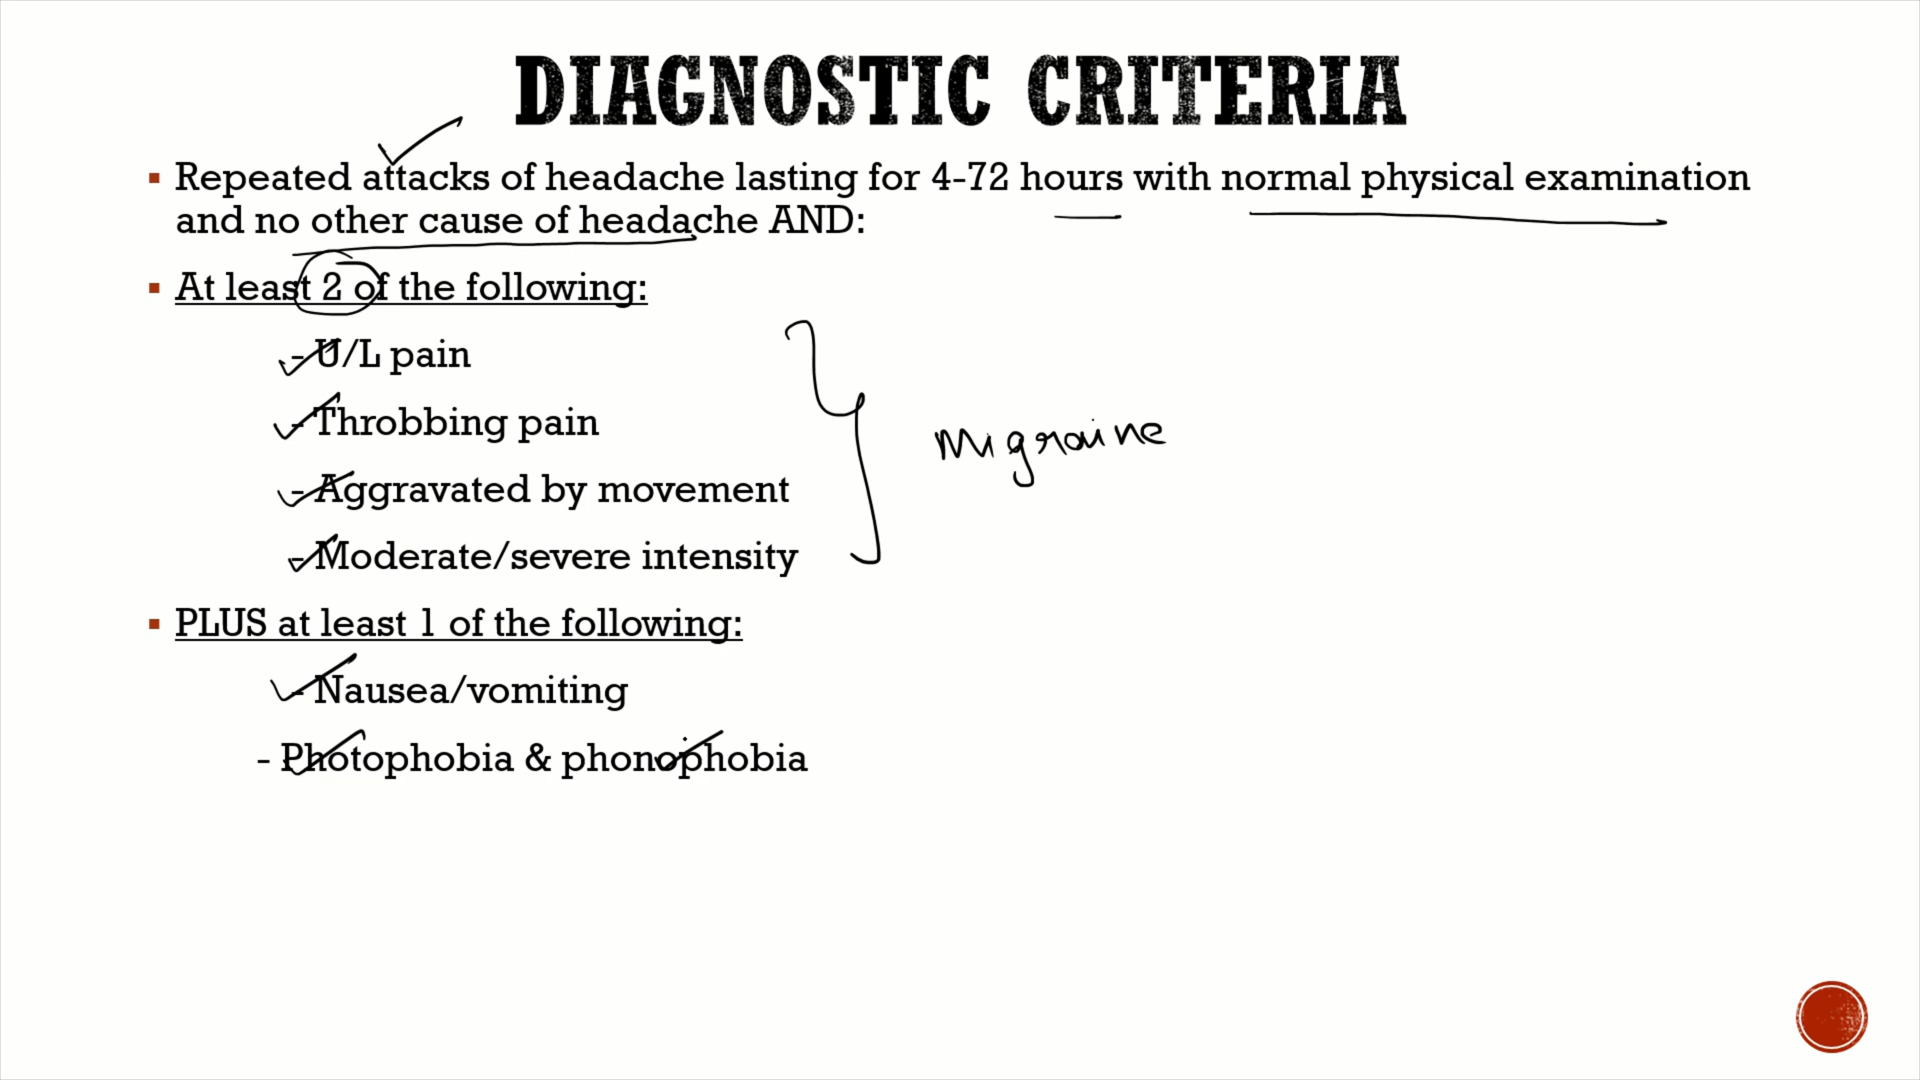 DIAGNOSTIC CRITERIA
▪ Repeated attacks of headache lasting for 4-72 hours with normal physical examination
and no other cause of headache AND:
▪ At least 2 of the following:
- U/L pain
- Throbbing pain
- Aggravated by movement
- Moderate/severe intensity
Migraine
▪ PLUS at least 1 of the following:
- Nausea/vomiting
- Photophobia & phonophobia